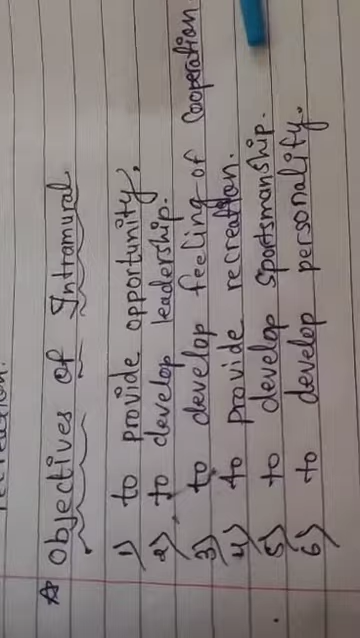 Objectives of Intramural
1) to provide opportunity.
2) to develop leadership.
3) to develop feeling of Cooperation
4) to provide recreation.
5) to develop sportsmanship.
6) to develop personality.